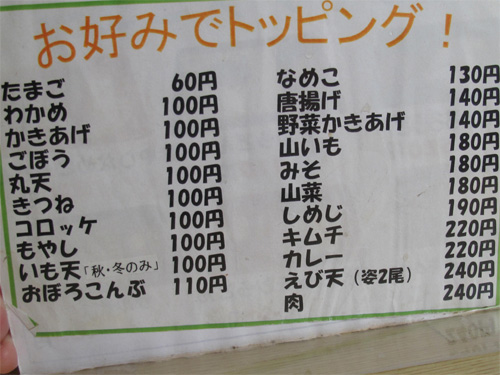 お好みでトッピング！
たまご 60円
わかめ 100円
かきあげ 100円
ごぼう 100円
丸天 100円
きつね 100円
コロッケ 100円
もやし 100円
いも天「秋・冬のみ」 100円
おぼろこんぶ 110円
なめこ 130円
唐揚げ 140円
野菜かきあげ 140円
山いも 180円
みそ 180円
山菜 180円
しめじ 190円
キムチ 220円
カレー 220円
えび天（姿2尾） 240円
肉 240円